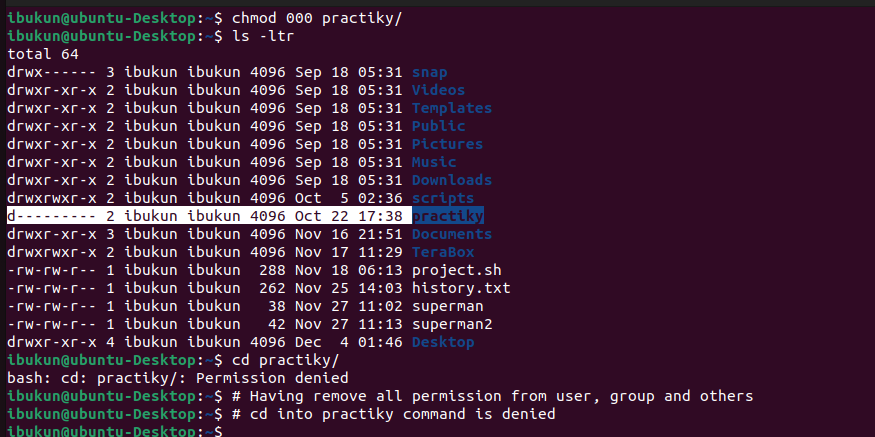 ibukun@ubuntu-Desktop:~$ chmod 000 practiky/
ibukun@ubuntu-Desktop:~$ ls -ltr
total 64
drwx------ 3 ibukun ibukun 4096 Sep 18 05:31 snap
drwxr-xr-x 2 ibukun ibukun 4096 Sep 18 05:31 Videos
drwxr-xr-x 2 ibukun ibukun 4096 Sep 18 05:31 Templates
drwxr-xr-x 2 ibukun ibukun 4096 Sep 18 05:31 Public
drwxr-xr-x 2 ibukun ibukun 4096 Sep 18 05:31 Pictures
drwxr-xr-x 2 ibukun ibukun 4096 Sep 18 05:31 Music
drwxr-xr-x 2 ibukun ibukun 4096 Sep 18 05:31 Downloads
drwxrwxr-x 2 ibukun ibukun 4096 Oct  5 02:36 scripts
d--------- 2 ibukun ibukun 4096 Oct 22 17:38 practiky
drwxr-xr-x 3 ibukun ibukun 4096 Nov 16 21:51 Documents
drwxrwxr-x 2 ibukun ibukun 4096 Nov 17 11:29 TeraBox
-rw-rw-r-- 1 ibukun ibukun  288 Nov 18 06:13 project.sh
-rw-rw-r-- 1 ibukun ibukun  262 Nov 25 14:03 history.txt
-rw-rw-r-- 1 ibukun ibukun   38 Nov 27 11:02 superman
-rw-rw-r-- 1 ibukun ibukun   42 Nov 27 11:13 superman2
drwxr-xr-x 4 ibukun ibukun 4096 Dec  4 01:46 Desktop
ibukun@ubuntu-Desktop:~$ cd practiky/
bash: cd: practiky/: Permission denied
ibukun@ubuntu-Desktop:~$ # Having remove all permission from user, group and others
ibukun@ubuntu-Desktop:~$ # cd into practiky command is denied
ibukun@ubuntu-Desktop:~$